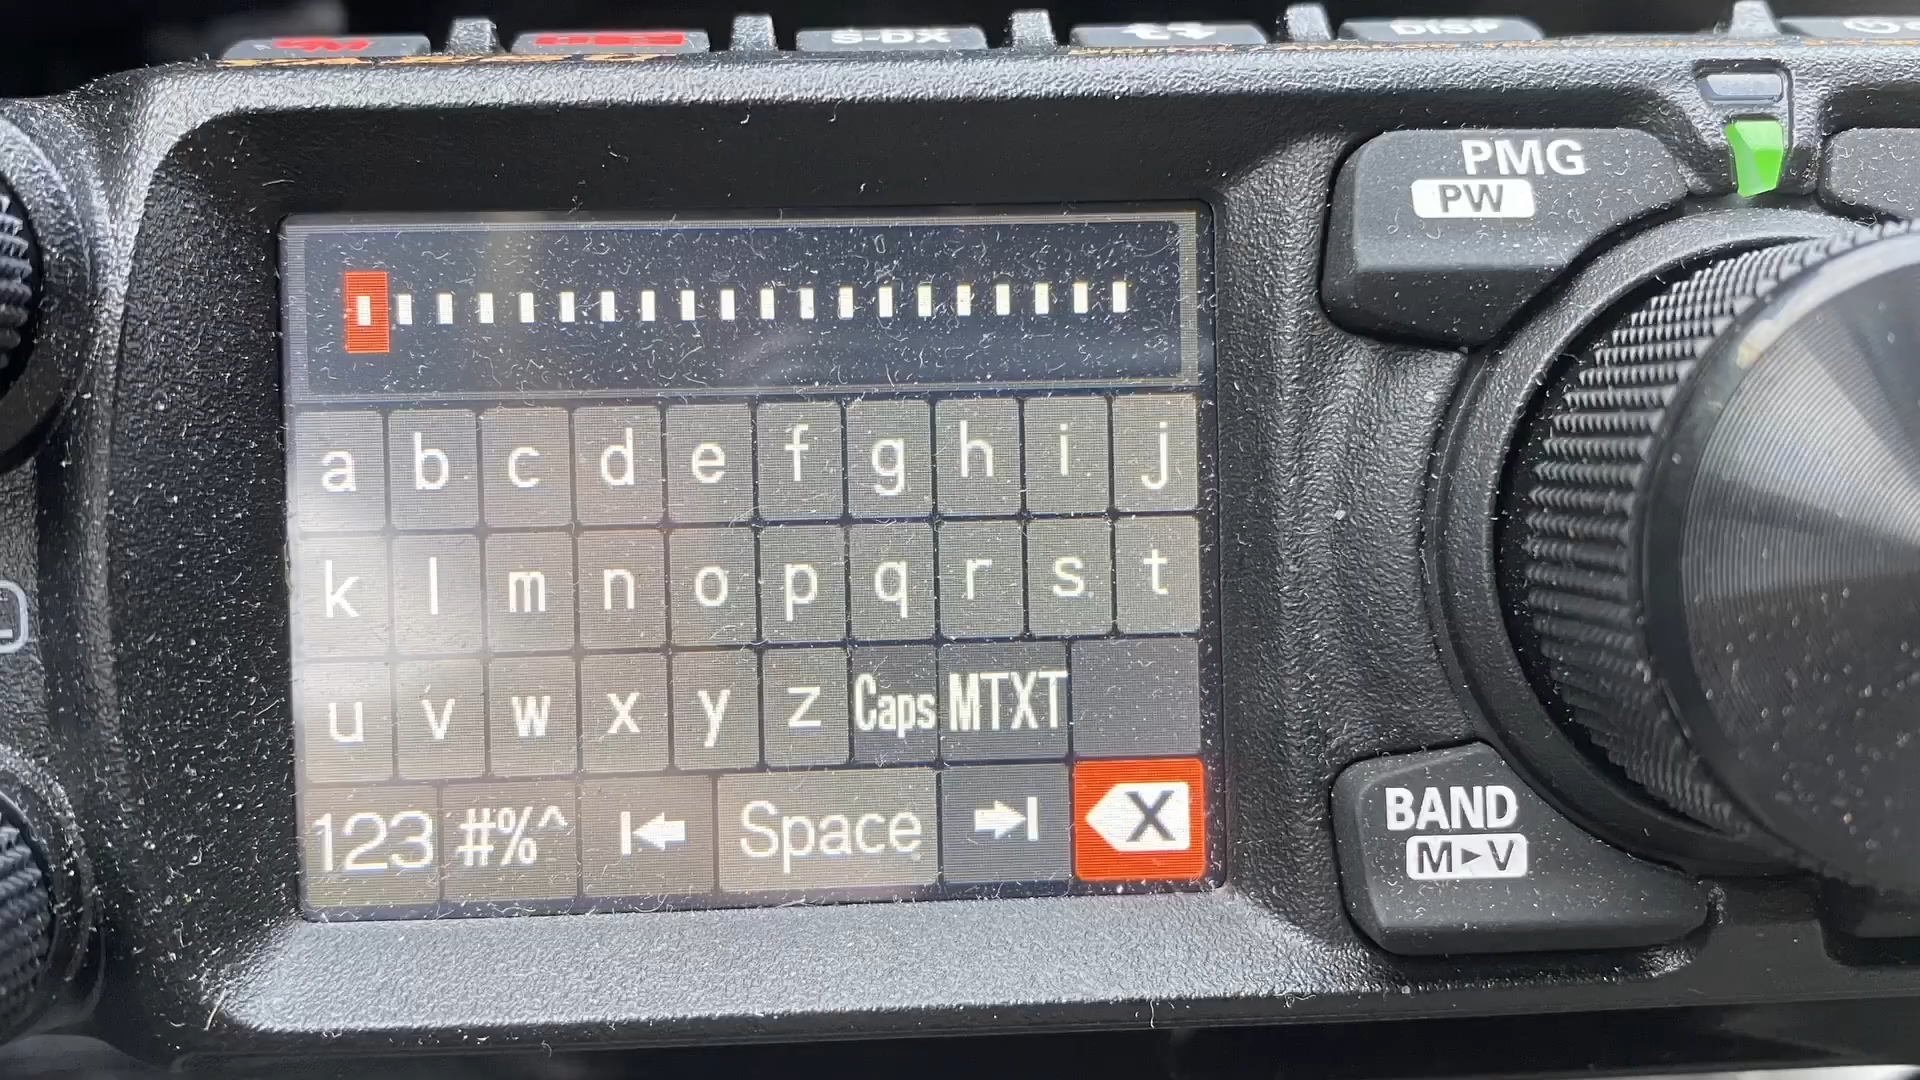 S-DX DISP
PMG
PW
a b c d e f g h i j
k l m n o p q r s t
u v w x y z Caps MTXT
123 #%^ Space X
BAND
M►V